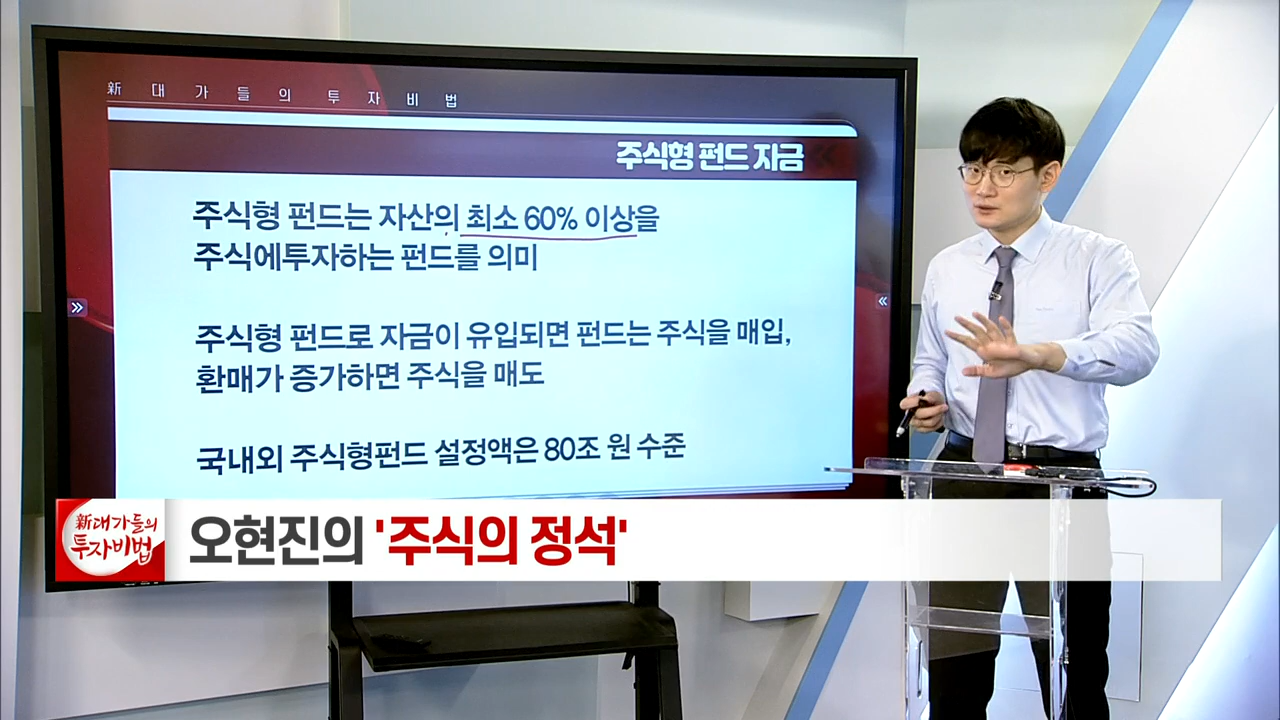 新대가들의 투자비법
주식형 펀드 자금
주식형 펀드는 자산의 최소 60% 이상을
주식에투자하는 펀드를 의미
주식형 펀드로 자금이 유입되면 펀드는 주식을 매입,
환매가 증가하면 주식을 매도
국내외 주식형펀드 설정액은 80조 원 수준
新대가들의
투자비법
오현진의 '주식의 정석'